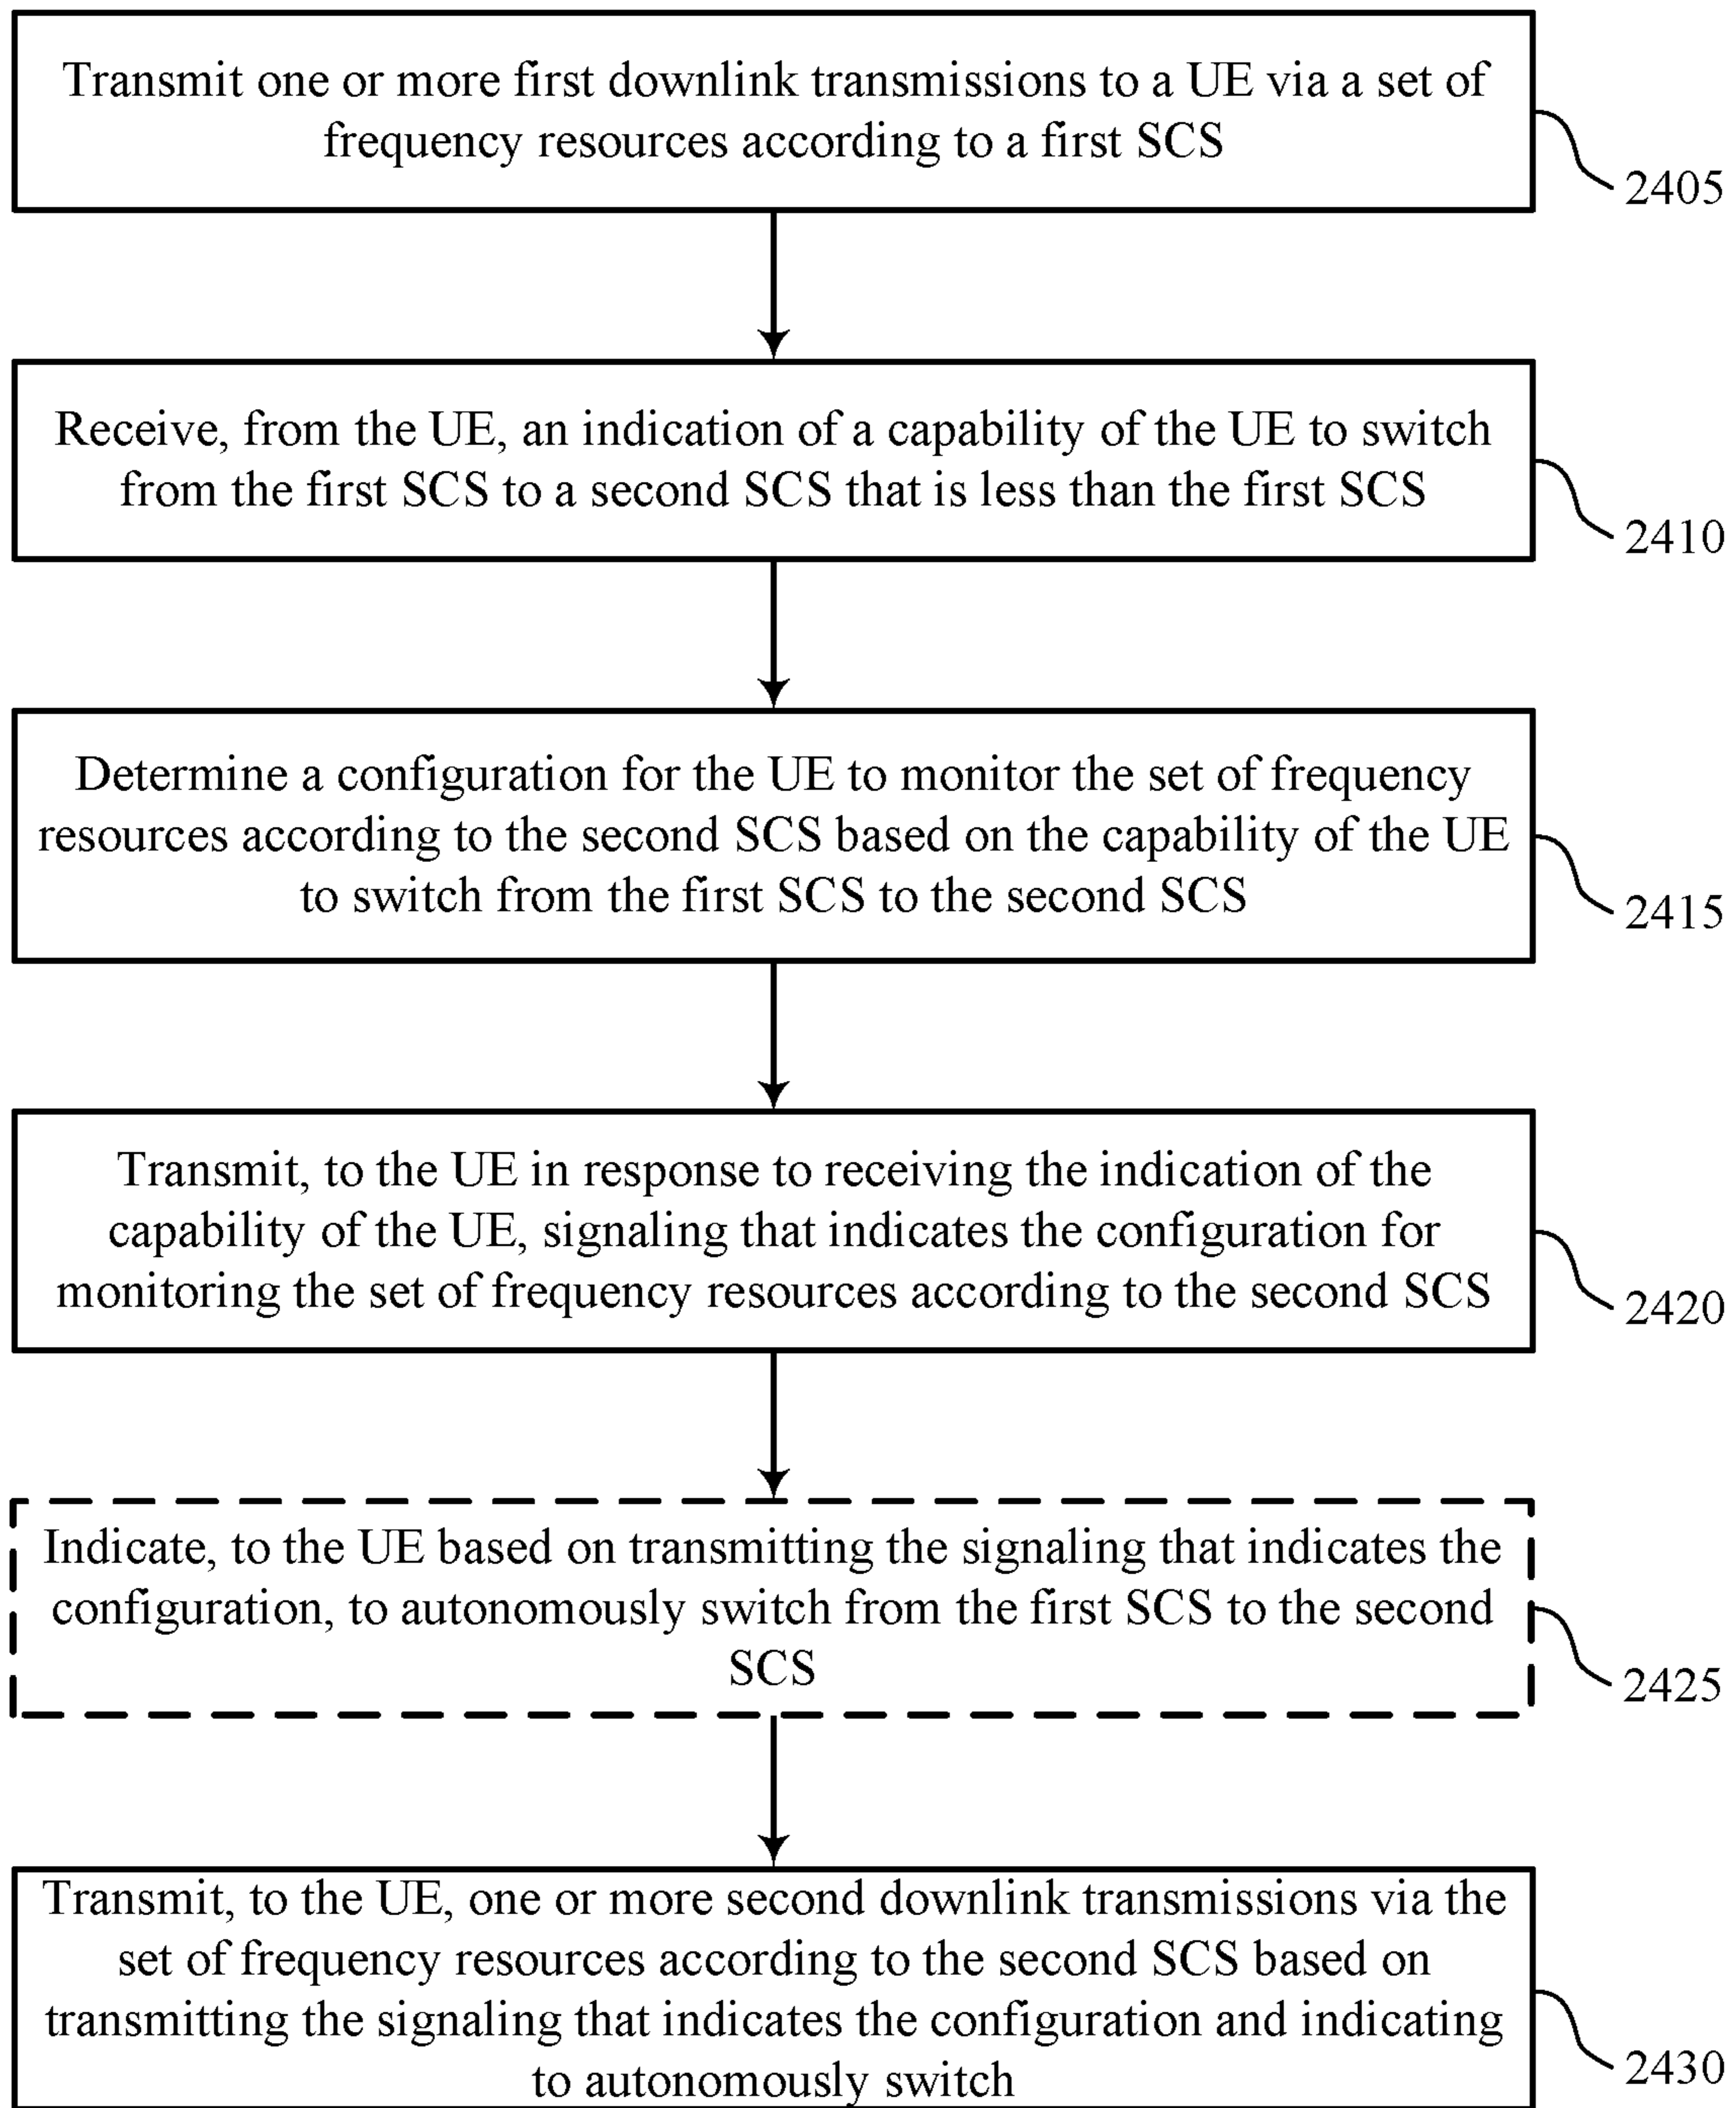 Transmit one or more first downlink transmissions to a UE via a set of
frequency resources according to a first SCS
2405
Receive, from the UE, an indication of a capability of the UE to switch
from the first SCS to a second SCS that is less than the first SCS
2410
Determine a configuration for the UE to monitor the set of frequency
resources according to the second SCS based on the capability of the UE
to switch from the first SCS to the second SCS
2415
Transmit, to the UE in response to receiving the indication of the
capability of the UE, signaling that indicates the configuration for
monitoring the set of frequency resources according to the second SCS
2420
Indicate, to the UE based on transmitting the signaling that indicates the
configuration, to autonomously switch from the first SCS to the second
SCS
2425
Transmit, to the UE, one or more second downlink transmissions via the
set of frequency resources according to the second SCS based on
transmitting the signaling that indicates the configuration and indicating
to autonomously switch
2430